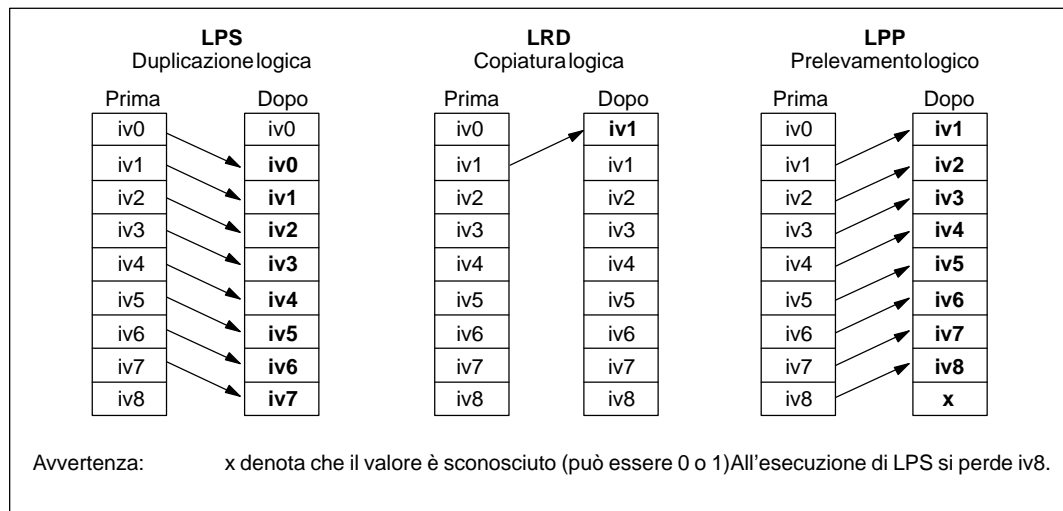 LPS LRD LPP
Duplicazione logica Copiatura logica Prelevamento logico
Prima Dopo Prima Dopo Prima Dopo
iv0 iv0 iv0 iv1 iv0 iv1
iv1 iv0 iv1 iv1 iv1 iv2
iv2 iv1 iv2 iv2 iv2 iv3
iv3 iv2 iv3 iv3 iv3 iv4
iv4 iv3 iv4 iv4 iv4 iv5
iv5 iv4 iv5 iv5 iv5 iv6
iv6 iv5 iv6 iv6 iv6 iv7
iv7 iv6 iv7 iv7 iv7 iv8
iv8 iv7 iv8 iv8 iv8 x
Avvertenza: x denota che il valore è sconosciuto (può essere 0 o 1)All'esecuzione di LPS si perde iv8.